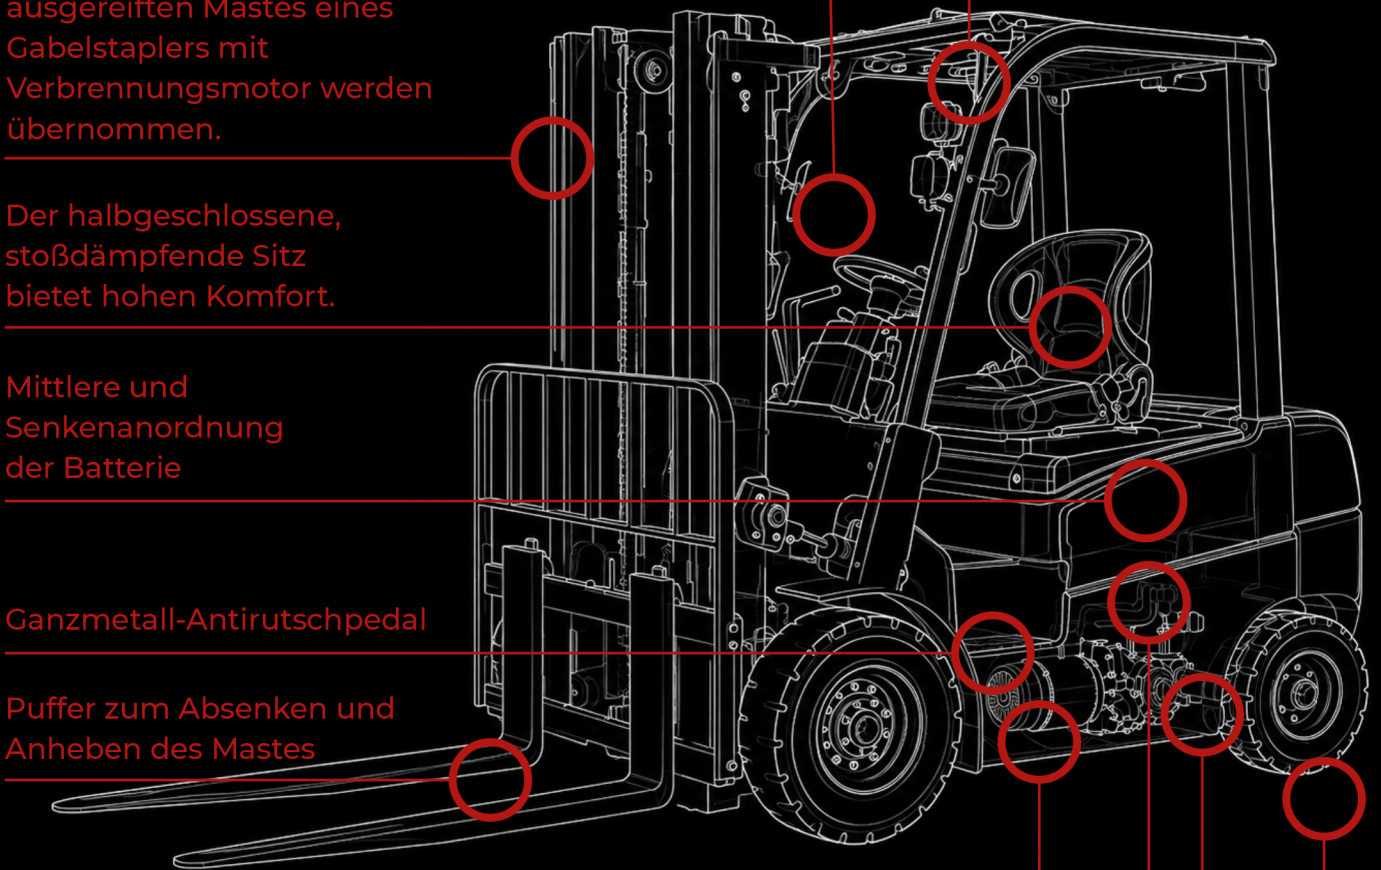 ausgereiften Mastes eines
Gabelstaplers mit
Verbrennungsmotor werden
übernommen.
Der halbgeschlossene,
stoßdämpfende Sitz
bietet hohen Komfort.
Mittlere und
Senkenanordnung
der Batterie
Ganzmetall-Antirutschpedal
Puffer zum Absenken und
Anheben des Mastes